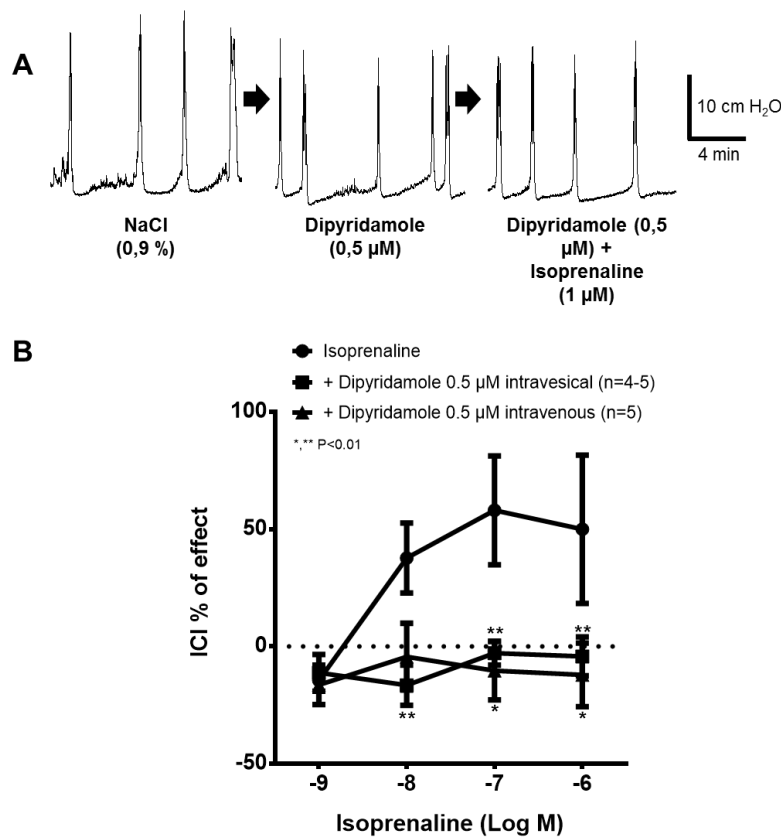 A
10 cm H₂O
4 min
NaCl
(0,9 %)
Dipyridamole
(0,5 µM)
Dipyridamole (0,5
µM) +
Isoprenaline
(1 µM)
B
Isoprenaline
+ Dipyridamole 0.5 µM intravesical (n=4-5)
+ Dipyridamole 0.5 µM intravenous (n=5)
*,** P<0.01
100
50
0
-50
ICI % of effect
**
**
**
*
*
-9
-8
-7
-6
Isoprenaline (Log M)